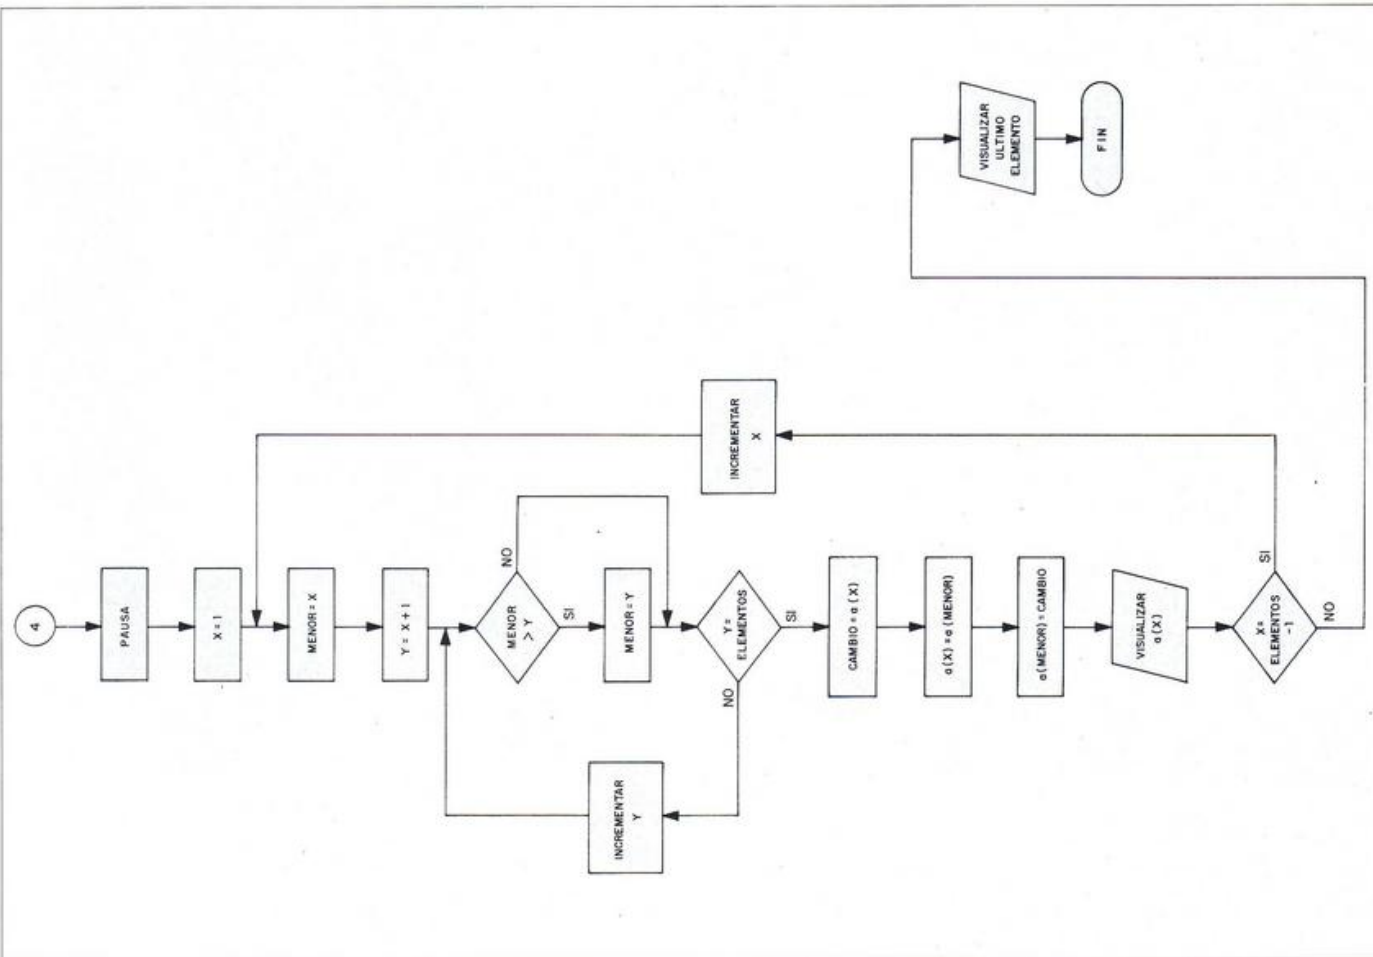 4
PAUSA
X=1
MENOR=X
Y=X+1
MENOR
> Y
NO
SI
MENOR=Y
Y=
ELEMENTOS
NO
SI
INCREMENTAR
Y
CAMBIO=a(X)
a(X)=a(MENOR)
a(MENOR)=CAMBIO
VISUALIZAR
a(X)
X=
ELEMENTOS
-1
SI
NO
INCREMENTAR
X
VISUALIZAR
ULTIMO
ELEMENTO
FIN